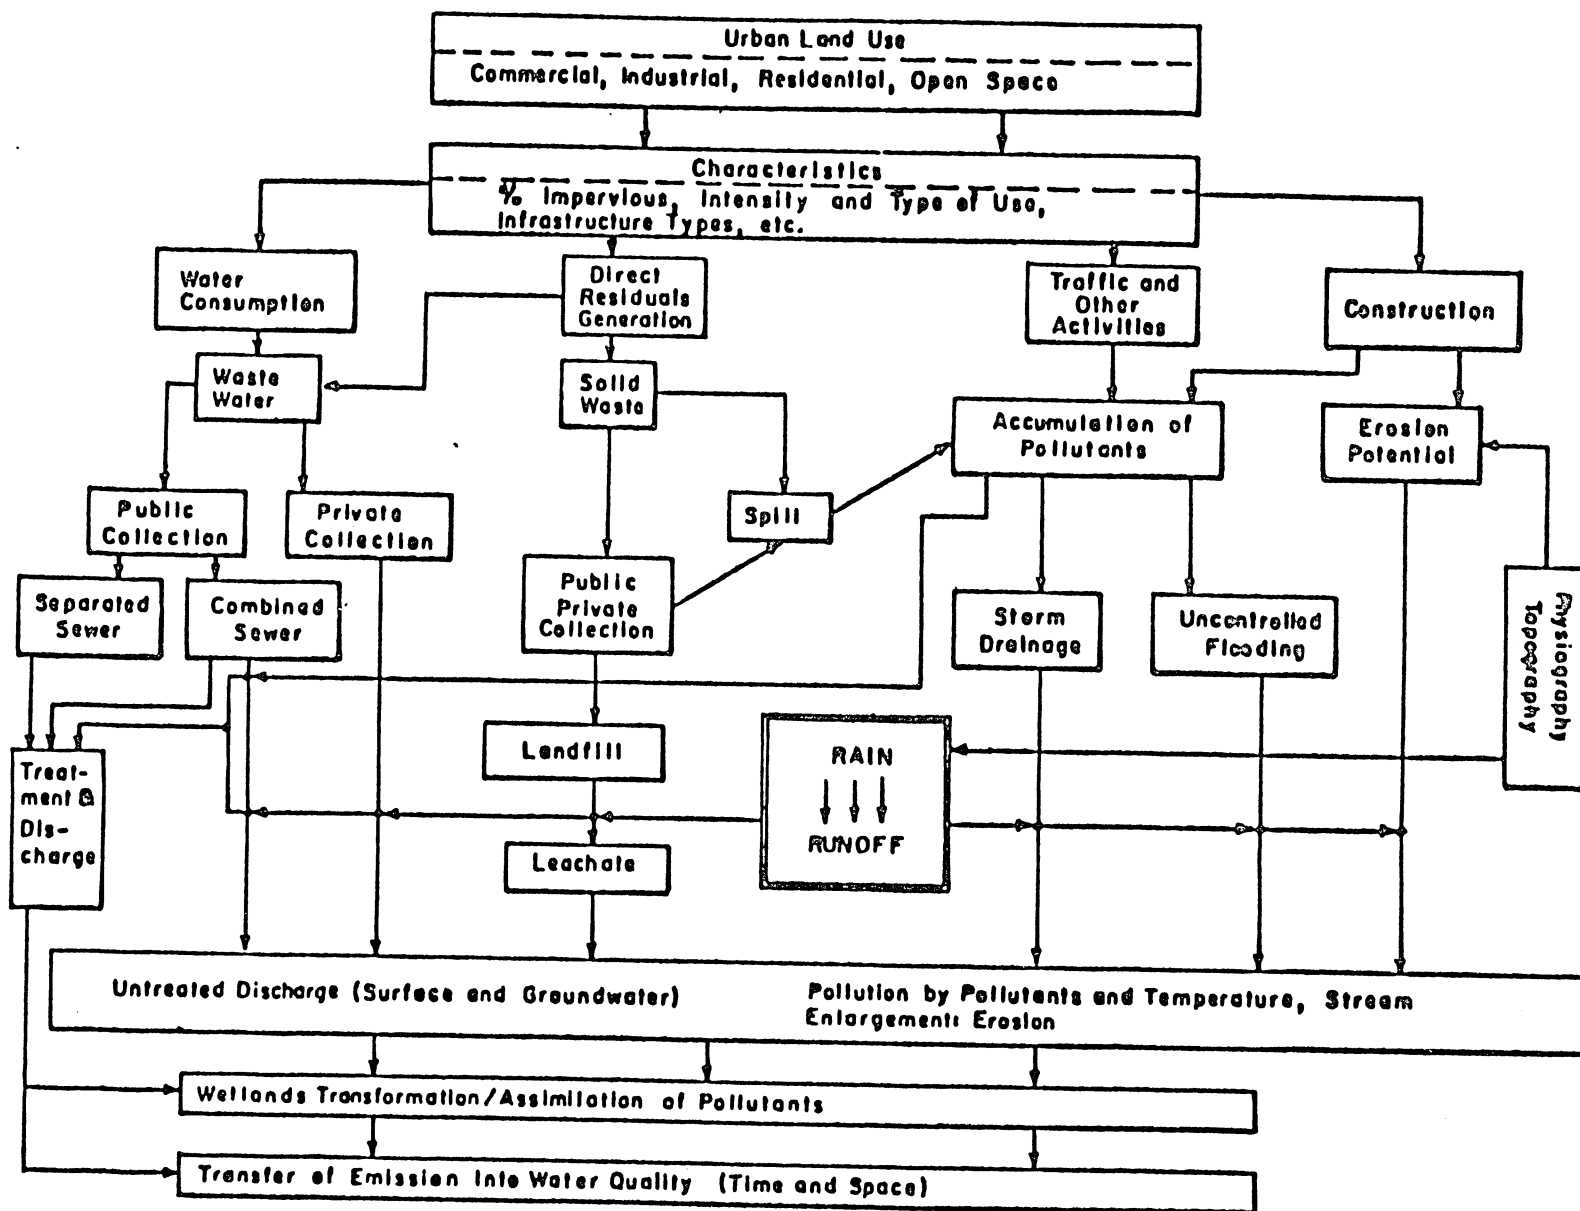 Urban Land Use
Commercial, Industrial, Residential, Open Space
Characteristics
% Impervious, Intensity and Type of Use,
Infrastructure Types, etc.
Water
Consumption
Direct
Residuals
Generation
Traffic and
Other
Activities
Construction
Waste
Water
Solid
Waste
Accumulation of
Pollutants
Erosion
Potential
Public
Collection
Private
Collection
Spill
Separated
Sewer
Combined
Sewer
Public
Private
Collection
Storm
Drainage
Uncontrolled
Flooding
Physiography
Topography
Treat-
ment &
Dis-
charge
Landfill
RAIN
RUNOFF
Leachate
Untreated Discharge (Surface and Groundwater)
Pollution by Pollutants and Temperature, Stream
Enlargement: Erosion
Wetlands Transformation/Assimilation of Pollutants
Transfer of Emission Into Water Quality (Time and Space)